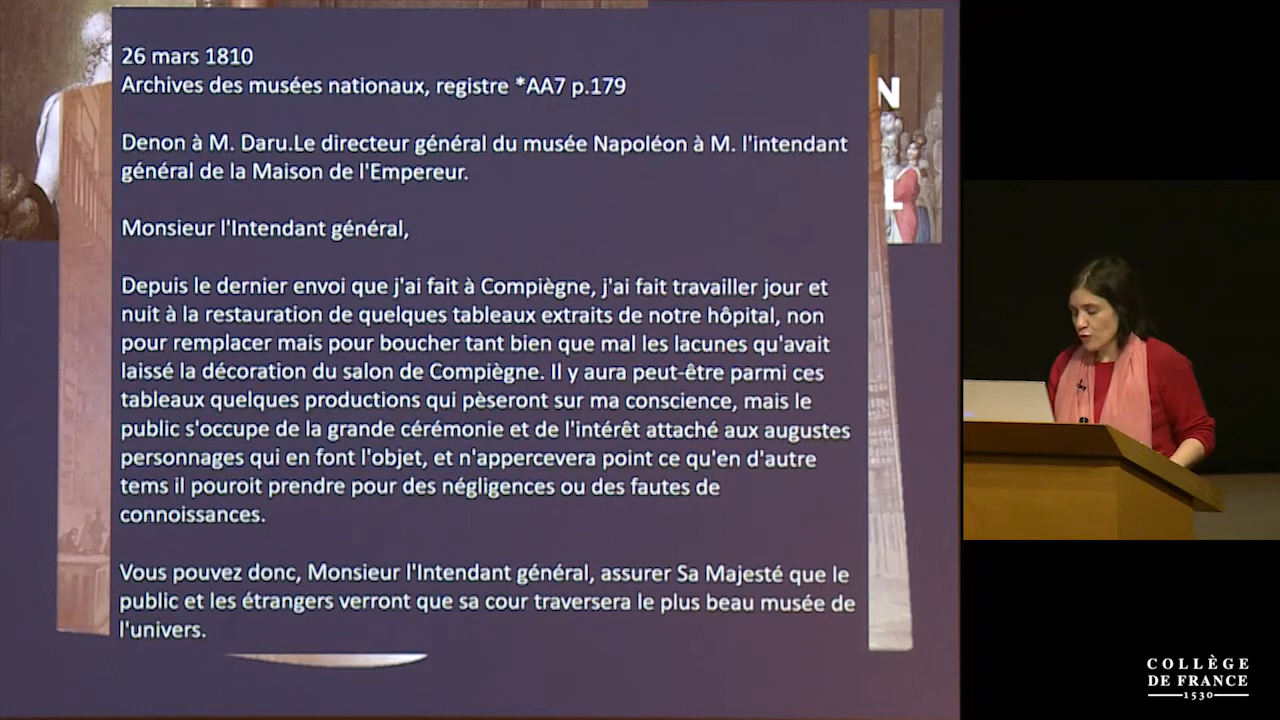 26 mars 1810
Archives des musées nationaux, registre *AA7 p.179
Denon à M. Daru.Le directeur général du musée Napoléon à M. l'intendant
général de la Maison de l'Empereur.
Monsieur l'Intendant général,
Depuis le dernier envoi que j'ai fait à Compiègne, j'ai fait travailler jour et
nuit à la restauration de quelques tableaux extraits de notre hôpital, non
pour remplacer mais pour boucher tant bien que mal les lacunes qu'avait
laissé la décoration du salon de Compiègne. Il y aura peut-être parmi ces
tableaux quelques productions qui pèseront sur ma conscience, mais le
public s'occupe de la grande cérémonie et de l'intérêt attaché aux augustes
personnages qui en font l'objet, et n'appercevera point ce qu'en d'autre
tems il pouroit prendre pour des négligences ou des fautes de
connoissances.
Vous pouvez donc, Monsieur l'Intendant général, assurer Sa Majesté que le
public et les étrangers verront que sa cour traversera le plus beau musée de
l'univers.
N
L
COLLÈGE
DE FRANCE
1530